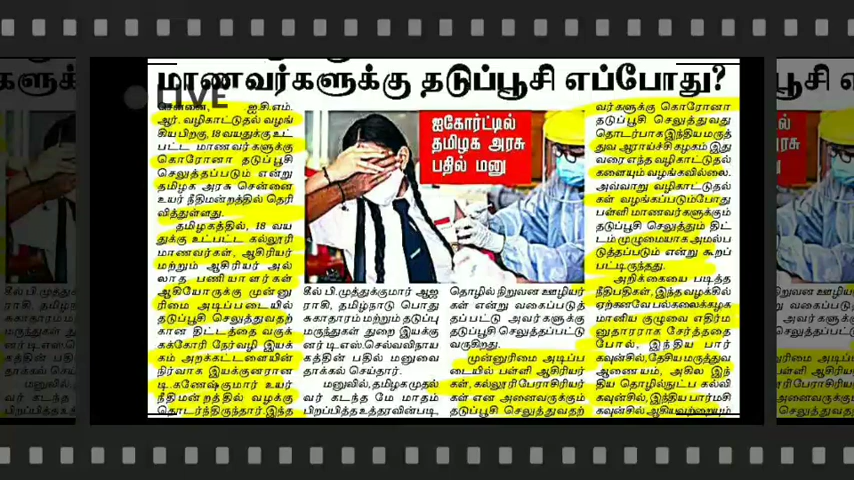 மாணவர்களுக்கு தடுப்பூசி எப்போது?
LIVE
சென்னை, ஐ.சி.எம்.
ஆர். வழிகாட்டுதல் வழங்
கியபிறகு, 18 வயதுக்கு உட்
பட்ட மாணவர்களுக்கு
கொரோனா தடுப்பூசி
செலுத்தப்படும் என்று
தமிழக அரசு சென்னை
உயர் நீதிமன்றத்தில் தெரி
வித்துள்ளது.
தமிழகத்தில், 18 வய
துக்கு உட்பட்ட கல்லூரி
மாணவர்கள், ஆசிரியர்
மற்றும் ஆசிரியர் அல்
லாத பணியாளர்கள்
ஆகியோருக்கு முன்னு
ரிமை அடிப்படையில்
தடுப்பூசி செலுத்துவதற்
கான திட்டத்தை வகுக்
கக்கோரி நேர்வழி இயக்
கம் அறக்கட்டளையின்
நிர்வாக இயக்குனரான
டி.கணேஷ்குமார் உயர்
நீதிமன்றத்தில் வழக்கு
தொடர்ந்திருந்தார். இந்த
ஐகோர்ட்டில்
தமிழக அரசு
பதில் மனு
கீல் பி.முத்துக்குமார் ஆஜ
ராகி, தமிழ்நாடு பொது
சுகாதாரம் மற்றும் தடுப்பு
மருந்துகள் துறை இயக்கு
னர் டி.எஸ்.செல்வவிநாய
கத்தின் பதில் மனுவை
தாக்கல் செய்தார்.
மனுவில், தமிழக முதல்
வர் கடந்த மே மாதம்
பிறப்பித்த உத்தரவின்படி,
தொழில் நிறுவன ஊழியர்
கள் என்று வகைப்படுத்
தப்பட்டு அவர்களுக்கு
தடுப்பூசி செலுத்தப்பட்டு
வருகிறது.
முன்னுரிமை அடிப்ப
டையில் பள்ளி ஆசிரியர்
கள், கல்லூரி பேராசிரியர்
கள் என அனைவருக்கும்
தடுப்பூசி செலுத்துவதற்
வர்களுக்கு கொரோனா
தடுப்பூசி செலுத்துவது
தொடர்பாக இந்திய மருத்
துவ ஆராய்ச்சி கழகம் இது
வரை எந்த வழிகாட்டுதல்
களையும் வழங்கவில்லை.
அவ்வாறு வழிகாட்டுதல்
கள் வழங்கப்படும்போது
பள்ளி மாணவர்களுக்கும்
தடுப்பூசி செலுத்தும் திட்
டம் முழுமையாக அமல்ப
டுத்தப்படும் என்று கூறப்
பட்டிருந்தது.
அறிக்கையை படித்த
நீதிபதிகள், இந்த வழக்கில்
ஏற்கனவே பல்கலைக்கழக
மானிய குழுவை எதிர்ம
னுதாரராக சேர்த்ததை
போல், இந்திய பார்
கவுன்சில், தேசிய மருத்துவ
ஆணையம், அகில இந்
திய தொழில்நுட்ப கல்வி
கவுன்சில், இந்திய பார்மசி
கவுன்சில் ஆகியவற்றையும்